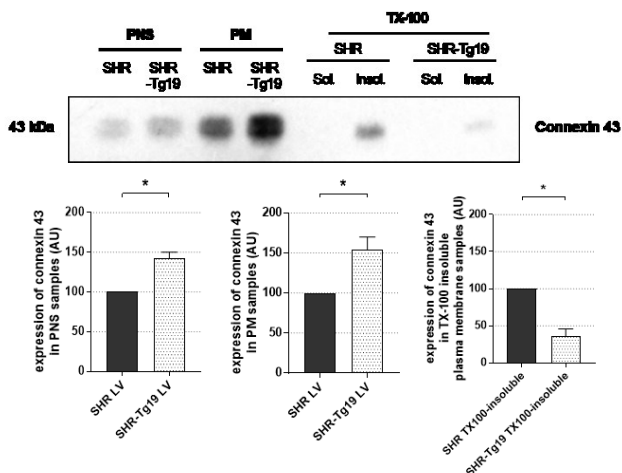 TX-100
PNS PM SHR SHR-Tg19
SHR SHR SHR SHR
-Tg19 -Tg19 Sol. Insol. Sol. Insol.
43 kDa Connexin 43
* * *
expression of connexin 43
in PNS samples (AU)
200
150
100
50
0
SHR LV
SHR-Tg19 LV
expression of connexin 43
in PM samples (AU)
200
150
100
50
0
SHR LV
SHR-Tg19 LV
expression of connexin 43
in TX-100 insoluble
plasma membrane samples (AU)
200
150
100
50
0
SHR TX100-insoluble
SHR-Tg19 TX100-insoluble